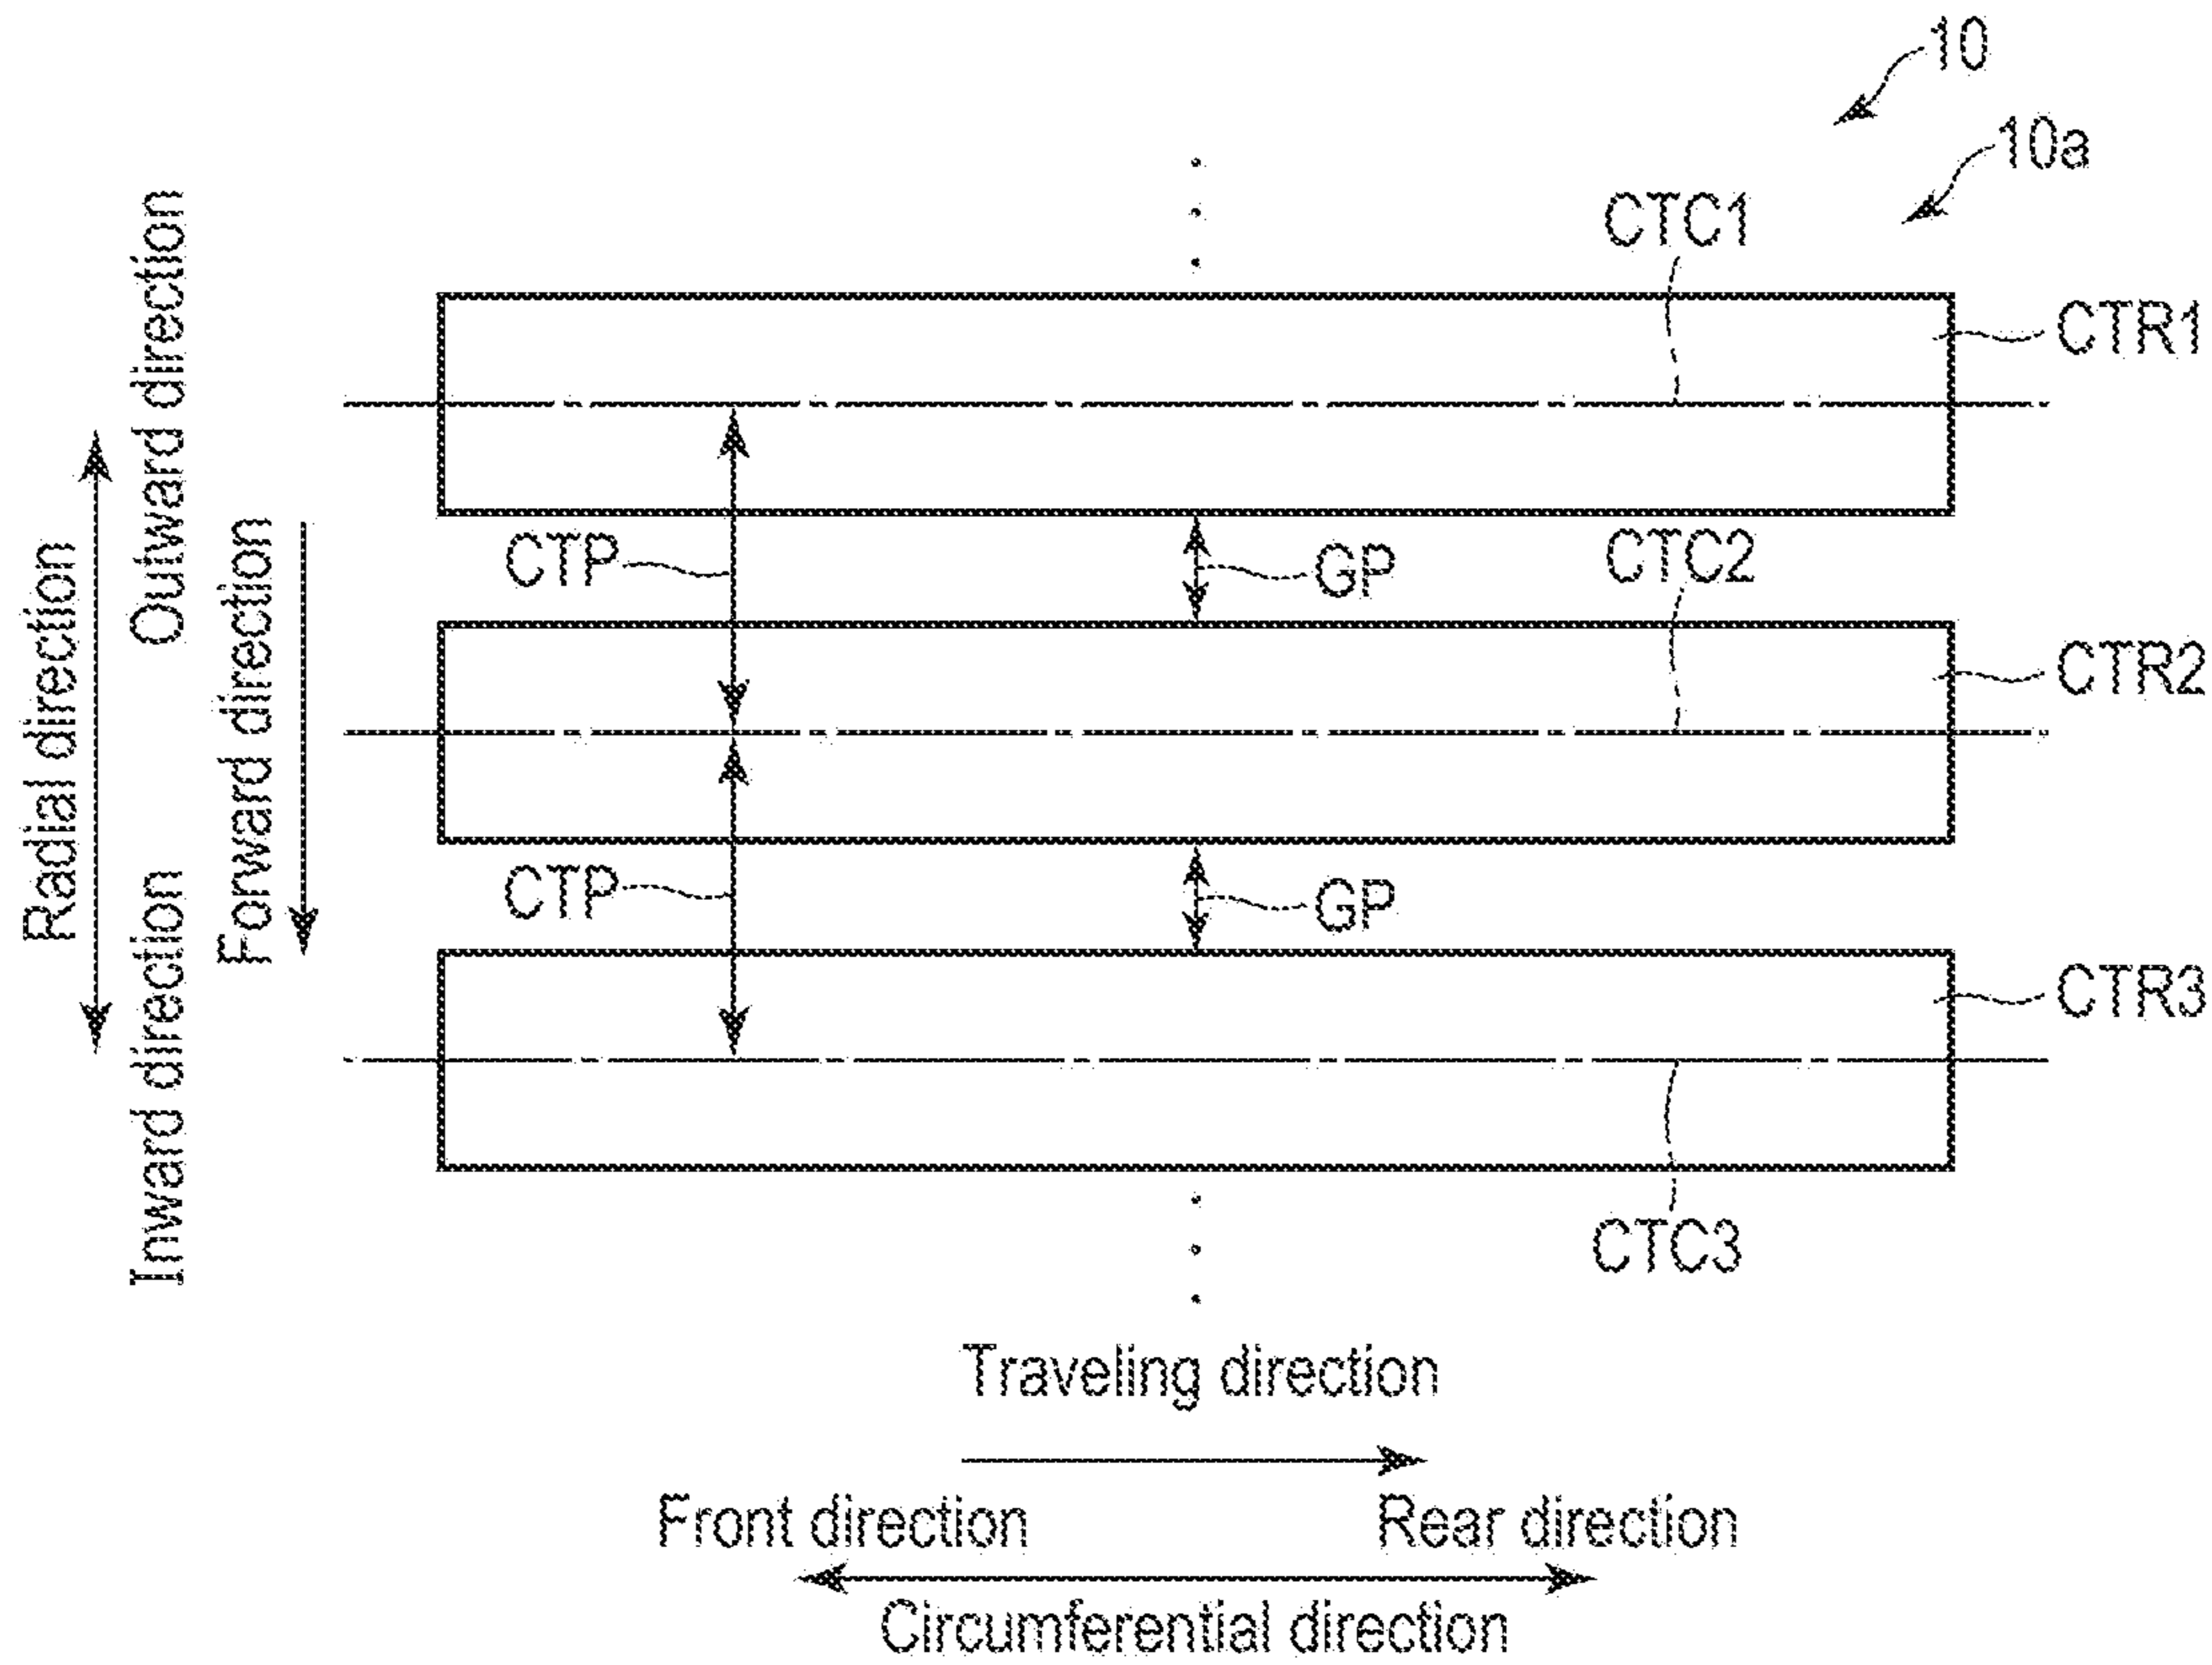 10
10a
CTC1
CTR1
CTP
GP
CTC2
CTR2
CTP
GP
CTR3
CTC3
Radial direction
Outward direction
Inward direction
Forward direction
Traveling direction
Front direction
Rear direction
Circumferential direction